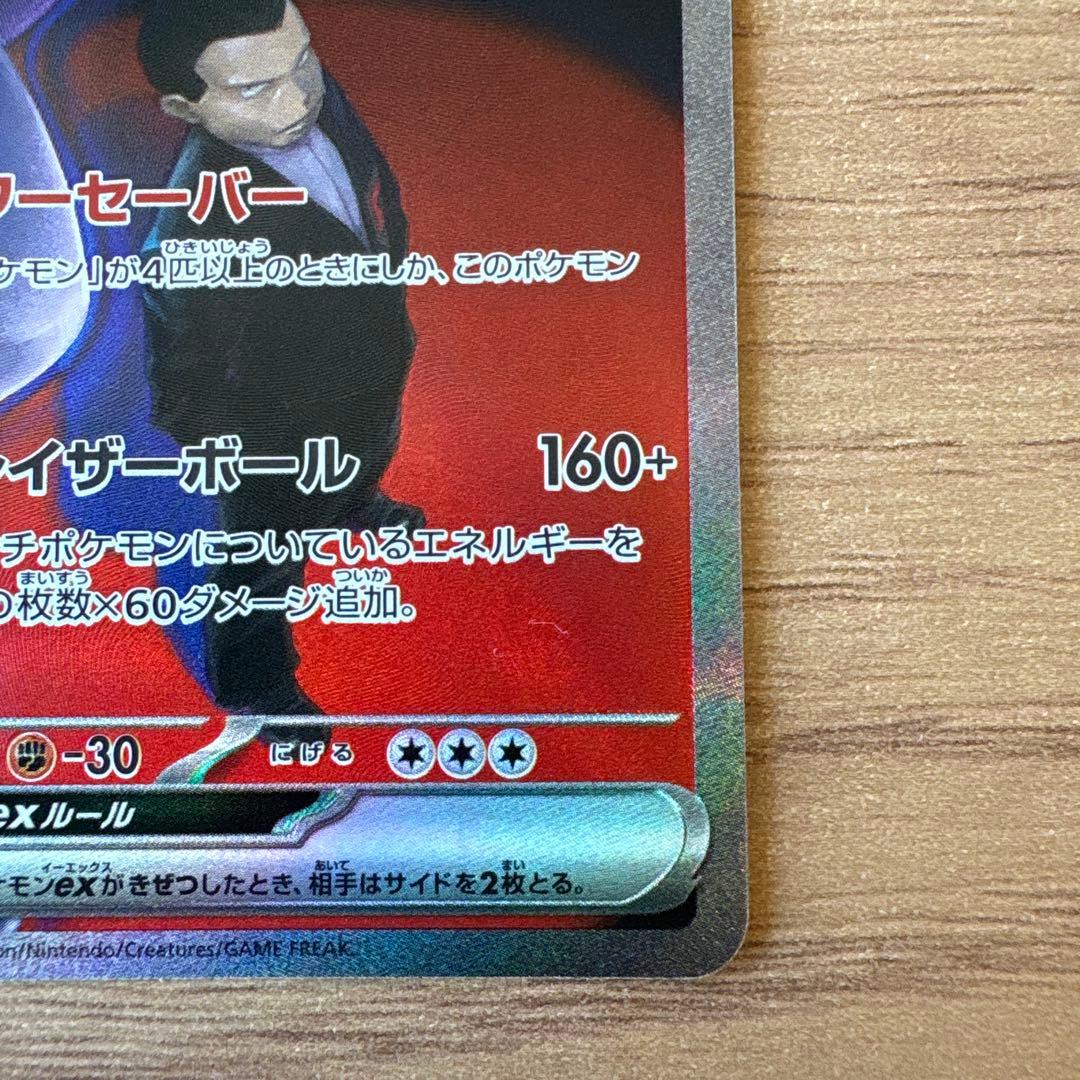 ワーセーバー
ひきいじょう
ケモン」が4匹以上のときにしか、このポケモン
レイザーボール 160+
チポケモンについているエネルギーを
まいすう ついか
の枚数×60ダメージ追加。
-30 にげる
exルール
イーエックス あいて まい
モンexがきぜつしたとき、相手はサイドを2枚とる。
on/Nintendo/Creatures/GAME FREAK